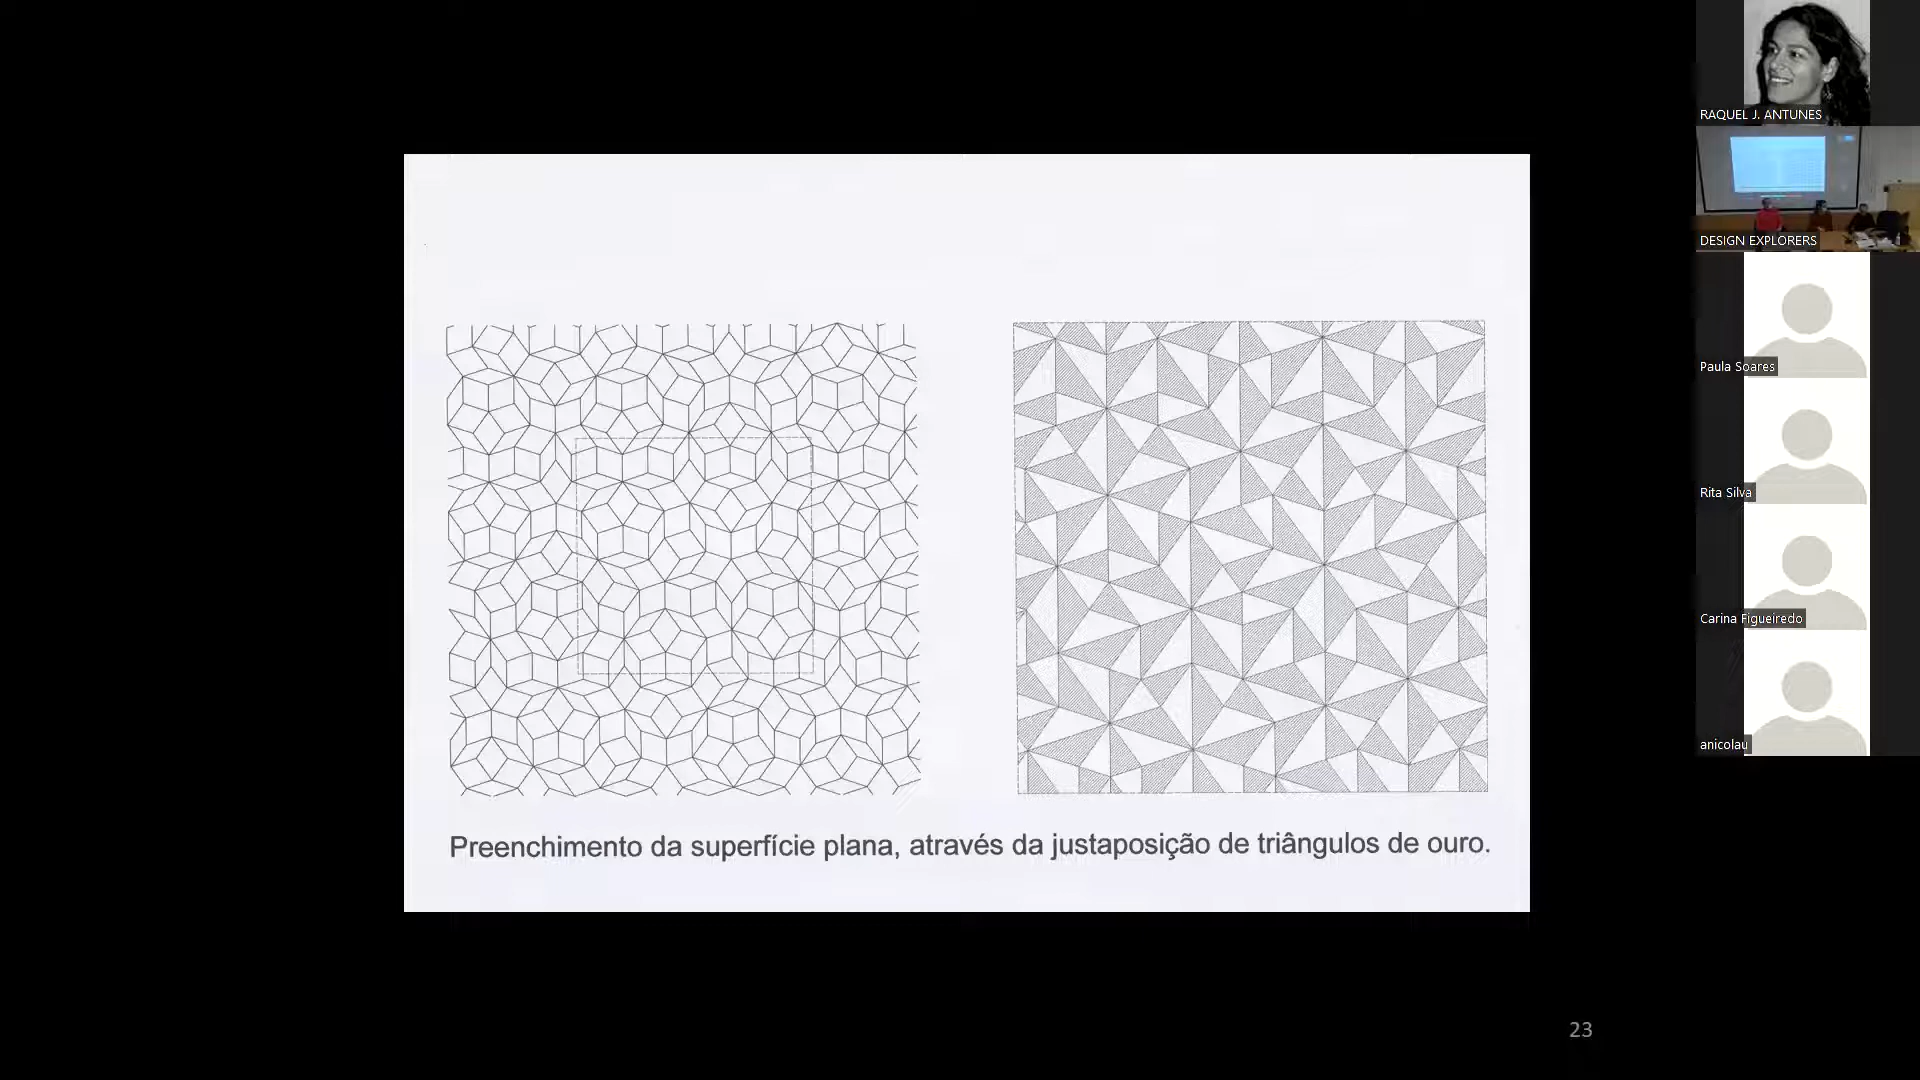 RAQUEL J. ANTUNES
DESIGN EXPLORERS
Paula Soares
Rita Silva
Carina Figueiredo
anicolau
Preenchimento da superfície plana, através da justaposição de triângulos de ouro.
23